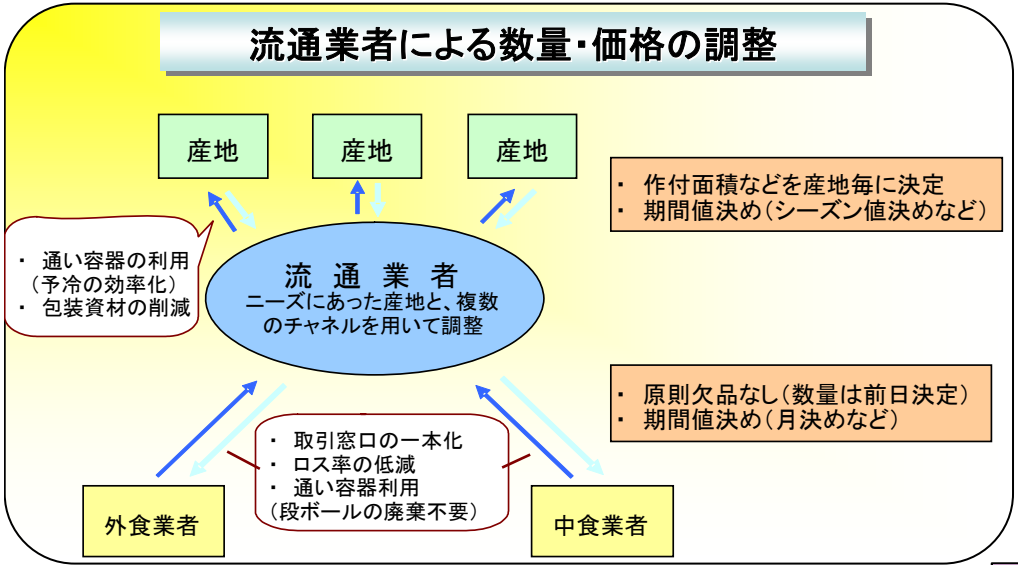 流通業者による数量・価格の調整
産地
産地
産地
・ 作付面積などを産地毎に決定
・ 期間値決め(シーズン値決めなど)
・ 通い容器の利用
(予冷の効率化)
・ 包装資材の削減
流 通 業 者
ニーズにあった産地と、複数
のチャネルを用いて調整
・ 原則欠品なし(数量は前日決定)
・ 期間値決め(月決めなど)
・ 取引窓口の一本化
・ ロス率の低減
・ 通い容器利用
(段ボールの廃棄不要)
外食業者
中食業者